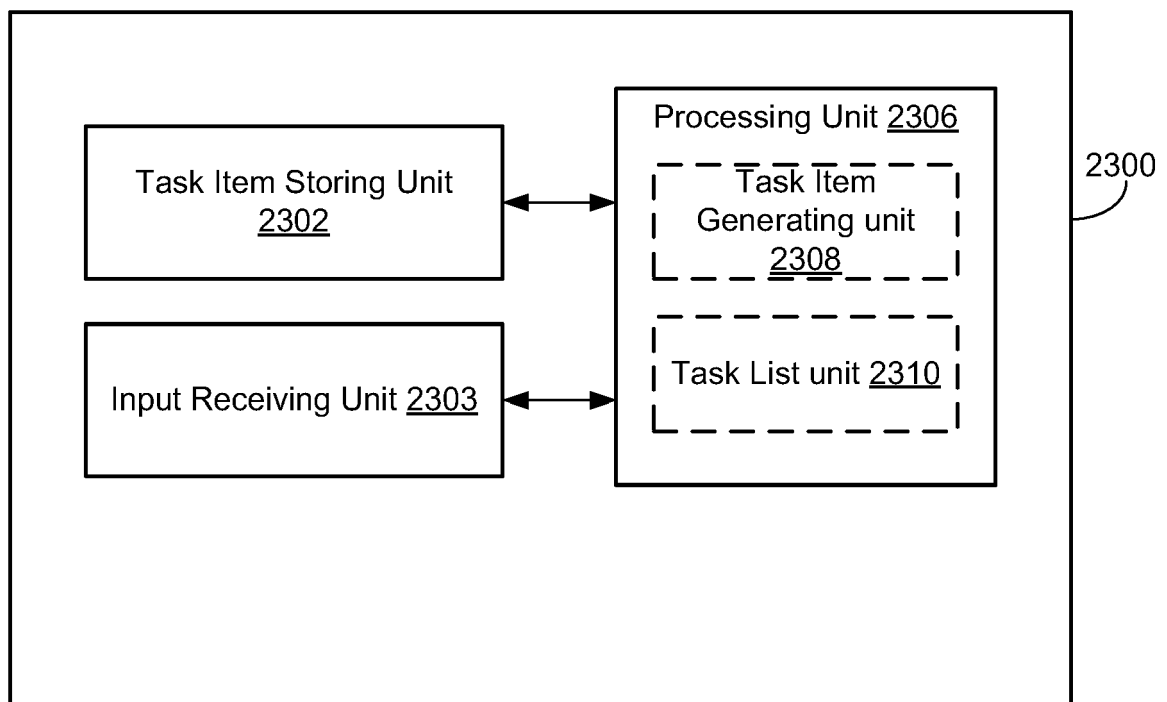 Task Item Storing Unit
2302
Input Receiving Unit 2303
Processing Unit 2306
Task Item
Generating unit
2308
Task List unit 2310
2300